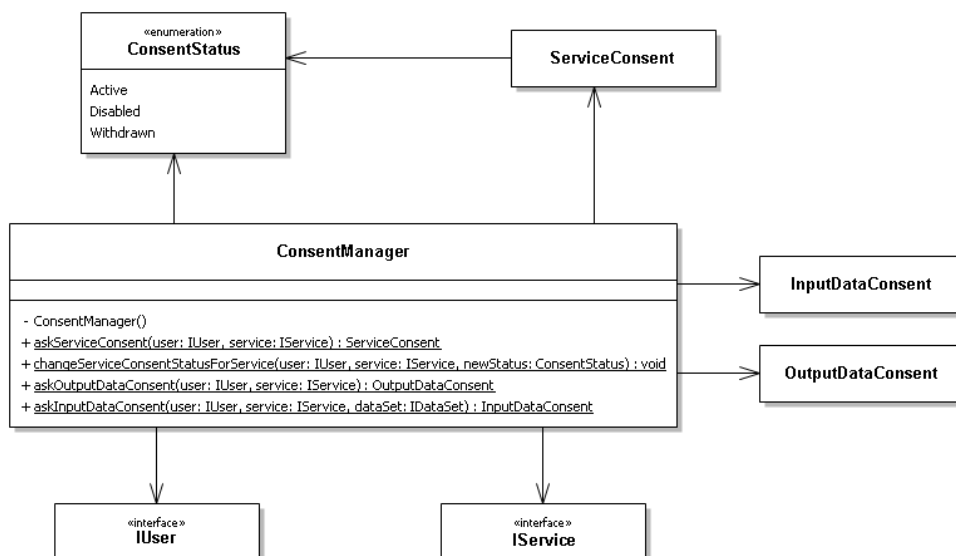 «enumeration»
ConsentStatus
Active
Disabled
Withdrawn
ServiceConsent
ConsentManager
- ConsentManager()
+ askServiceConsent(user: IUser, service: IService) : ServiceConsent
+ changeServiceConsentStatusForService(user: IUser, service: IService, newStatus: ConsentStatus) : void
+ askOutputDataConsent(user: IUser, service: IService) : OutputDataConsent
+ askInputDataConsent(user: IUser, service: IService, dataSet: IDataSet) : InputDataConsent
InputDataConsent
OutputDataConsent
«interface»
IUser
«interface»
IService